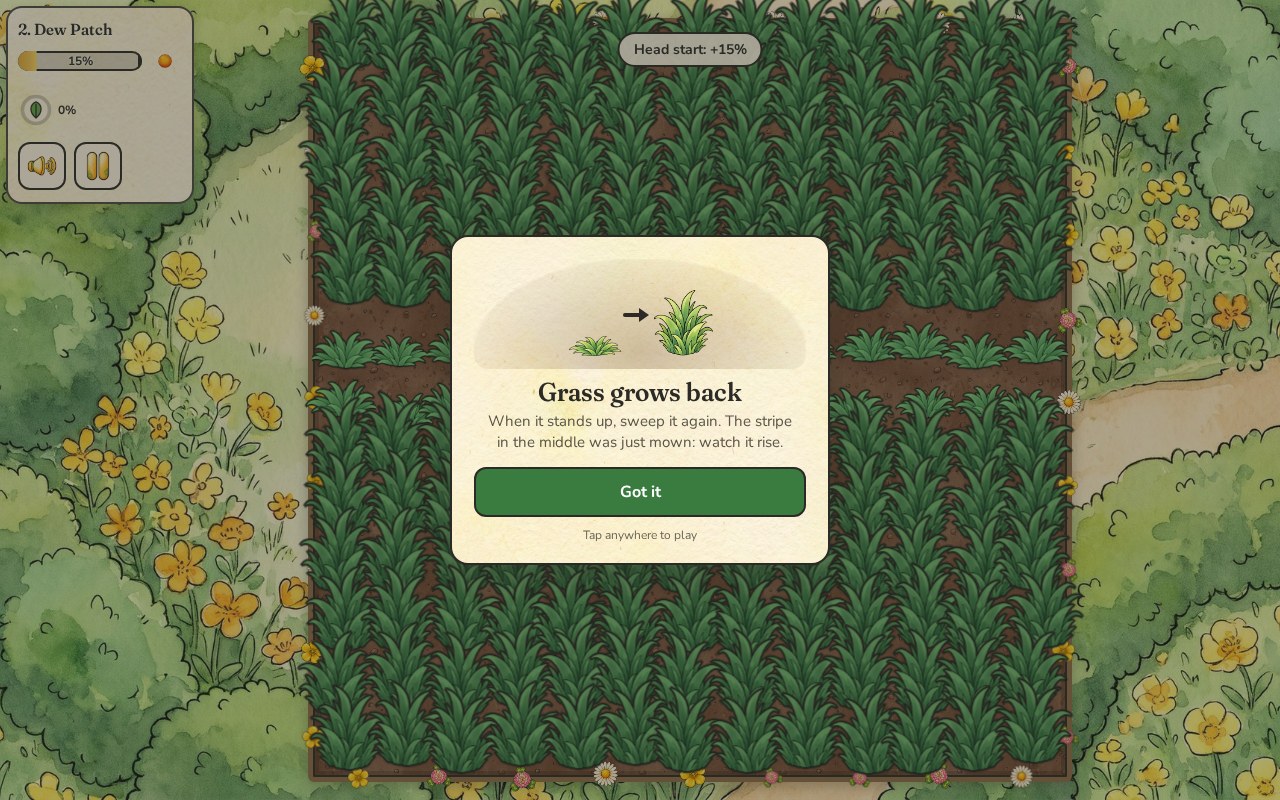 2. Dew Patch
15%
0%
Head start: +15%
Grass grows back
When it stands up, sweep it again. The stripe
in the middle was just mown: watch it rise.
Got it
Tap anywhere to play